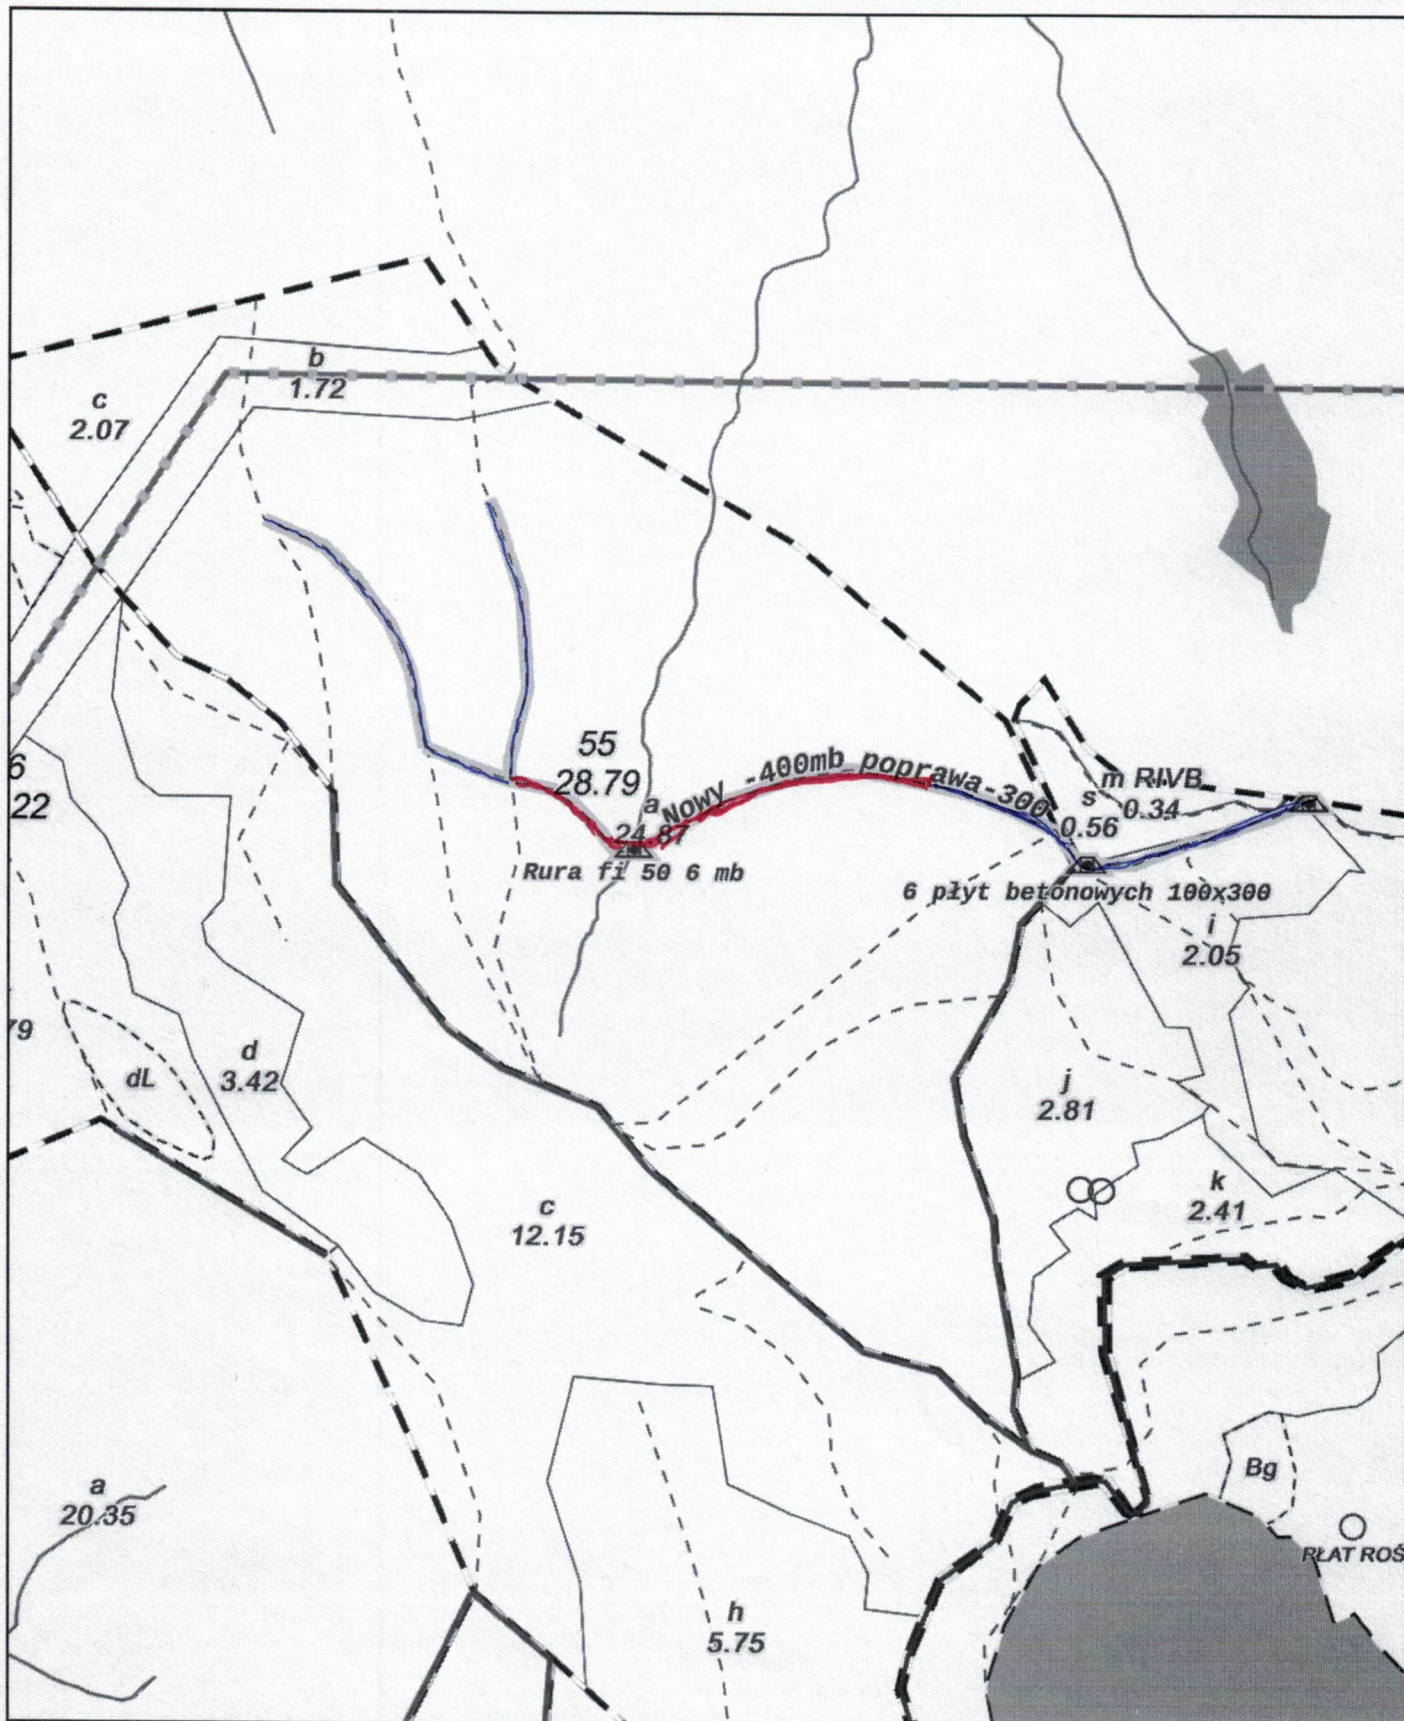 b
1.72
c
2.07
55
28.79
a
24.87
Nowy -400mb poprawa-300
m RIVB
0.34
s
0.56
6
22
Rura fi 50 6 mb
6 płyt betonowych 100x300
i
2.05
79
d
3.42
dL
j
2.81
k
2.41
c
12.15
a
20.35
Bg
PŁAT ROŚ
h
5.75